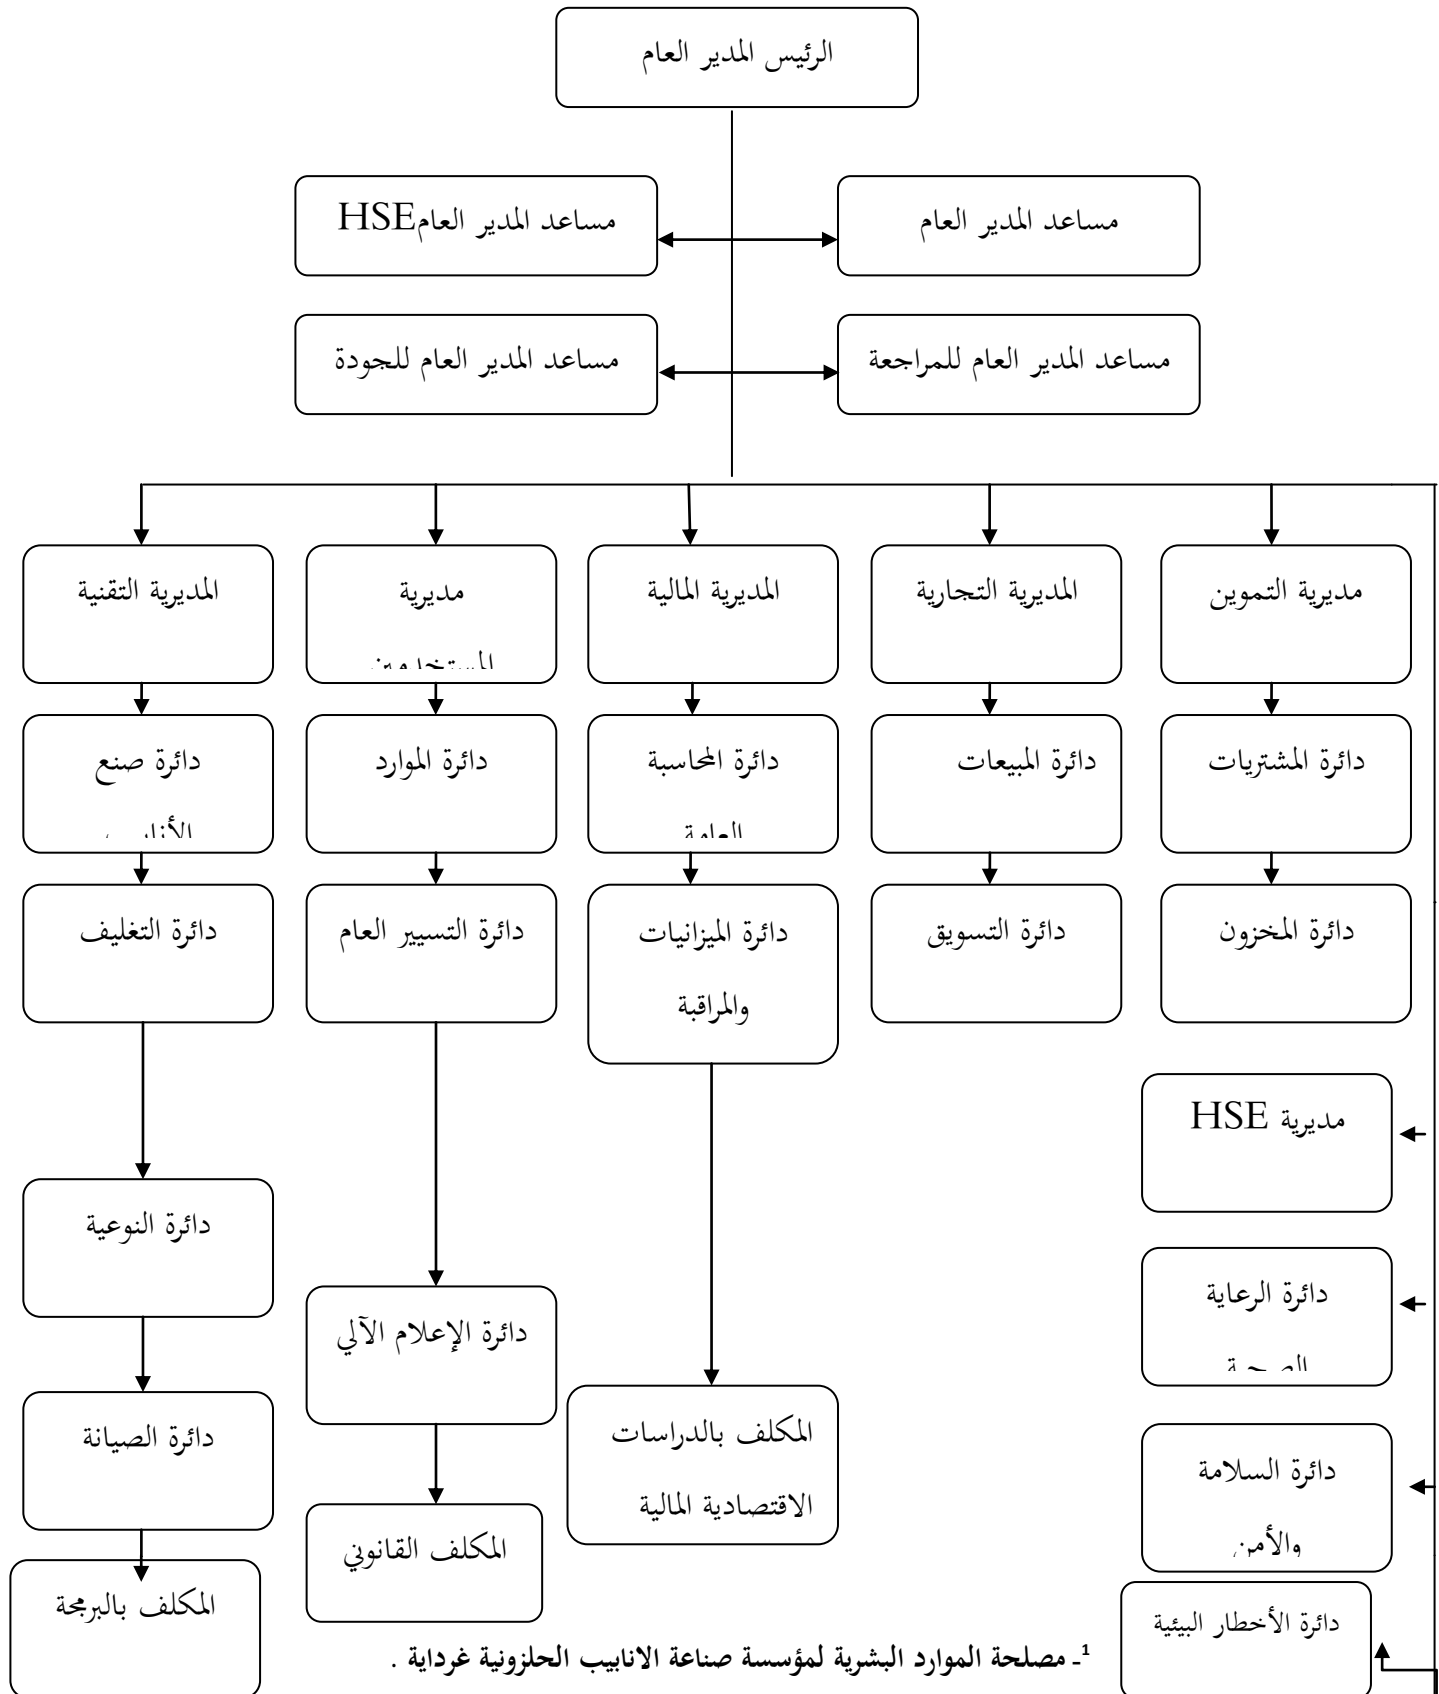 الرئيس المدير العام
مساعد المدير العام
مساعد المدير العامHSE
مساعد المدير العام للمراجعة
مساعد المدير العام للجودة
مديرية التموين
المديرية التجارية
المديرية المالية
مديرية
المستخدمين
المديرية التقنية
دائرة المشتريات
دائرة المبيعات
دائرة المحاسبة
العامة
دائرة الموارد
دائرة صنع
دائرة المخزون
دائرة التسويق
دائرة الميزانيات
والمراقبة
دائرة التسيير العام
دائرة التغليف
مديرية HSE
دائرة النوعية
دائرة الرعاية
الصحية
دائرة الإعلام الآلي
المكلف بالدراسات
الاقتصادية المالية
دائرة الصيانة
دائرة السلامة
والأمن
المكلف القانوني
المكلف بالبرمجة
دائرة الأخطار البيئية
¹- مصلحة الموارد البشرية لمؤسسة صناعة الانابيب الحلزونية غرداية .